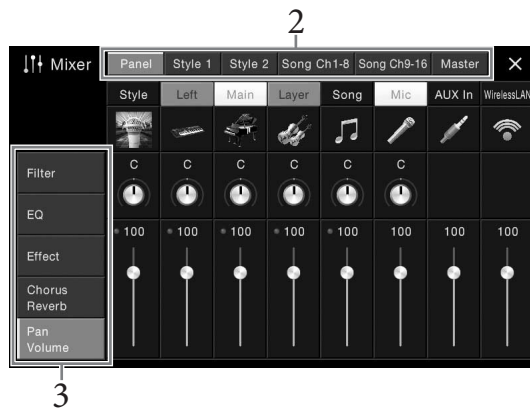 2
Mixer
Panel Style 1 Style 2 Song Ch1-8 Song Ch9-16 Master
Style Left Main Layer Song Mic AUX In WirelessLAN
C C C C C C
Filter
EQ
100 100 100 100 100 100 100 100
Effect
Chorus
Reverb
Pan
Volume
3